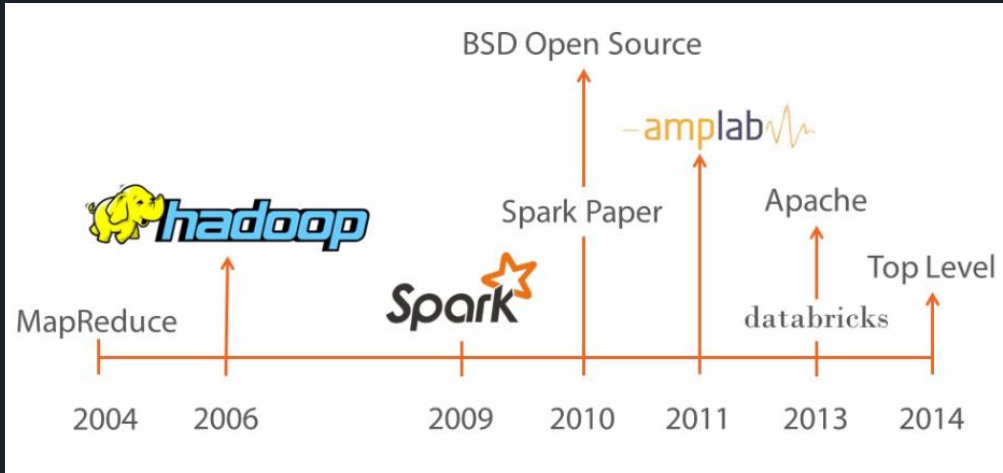 BSD Open Source
amplab
hadoop
Spark Paper
Apache
Spark
Top Level
MapReduce
databricks
2004 2006 2009 2010 2011 2013 2014